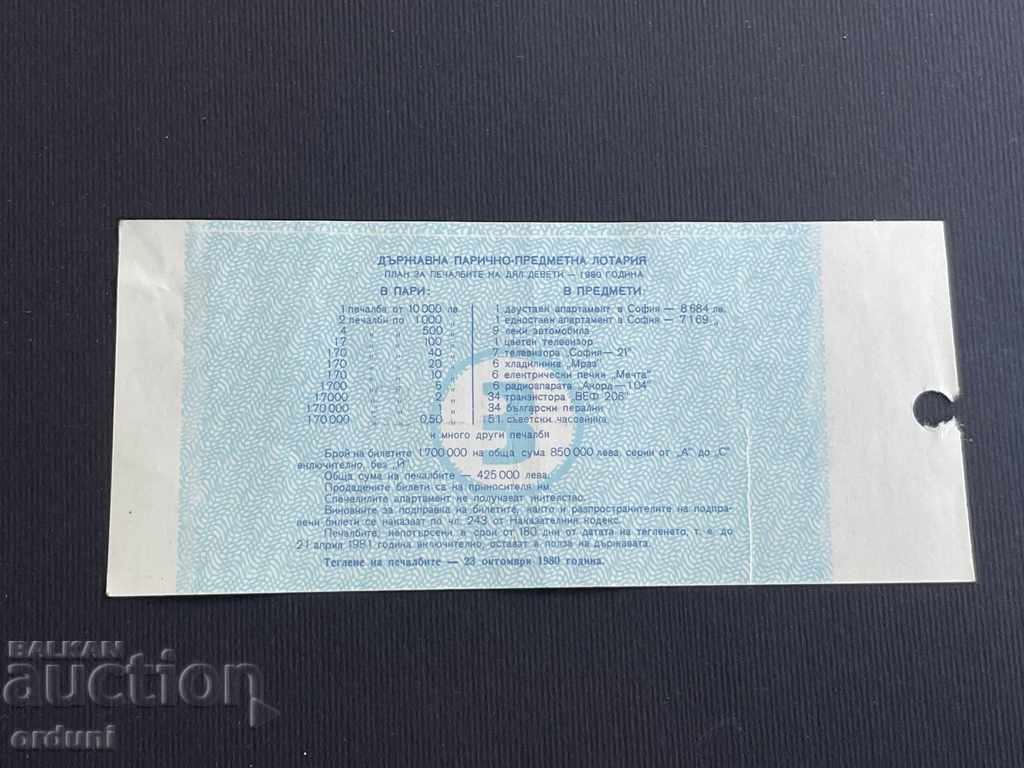 ДЪРЖАВНА ПАРИЧНО-ПРЕДМЕТНА ЛОТАРИЯ
ПЛАН ЗА ПЕЧАЛБИТЕ НА ДЯЛ ДЕВЕТИ — 1980 ГОДИНА
В ПАРИ:
1 печалба от 10 000 лв.
2 печалби по 1 000 „
4 „ „ 500 „
17 „ „ 100 „
170 „ „ 40 „
170 „ „ 20 „
170 „ „ 10 „
1700 „ „ 5 „
17000 „ „ 2 „
170 000 „ „ 1 „
170 000 „ „ 0,50 „
В ПРЕДМЕТИ:
1 двустаен апартамент в София — 8 684 лв.
1 едностаен апартамент в София — 7 169 „
9 леки автомобила
1 цветен телевизор
7 телевизора „София — 21"
6 хладилника „Мраз"
6 електрически печки „Мечта"
6 радиоапарата „Акорд — 104"
34 транзистора „ВЕФ 206"
34 български перални
151 съветски часовника
и много други печалби
Брой на билетите 1 700 000 на обща сума 850 000 лева, серии от „А" до „С"
включително, без „Й"
Обща сума на печалбите — 425 000 лева.
Продадените билети са на приносителя им.
Спечелилите апартамент не получават жителство.
Виновните за подправка на билетите, както и разпространителите на подпра-
вени билети се наказват по чл. 243 от Наказателния кодекс.
Печалбите, непотърсени в срок от 180 дни от датата на тегленето, т. е. до
21 април 1981 година включително, остават в полза на държавата.
Теглене на печалбите — 23 октомври 1980 година.
BALKAN
auction
orduni